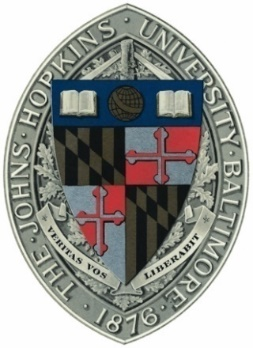 THE · JOHNS · HOPKINS · UNIVERSITY · BALTIMORE ·
· 1876 ·
VERITAS VOS
LIBERABIT